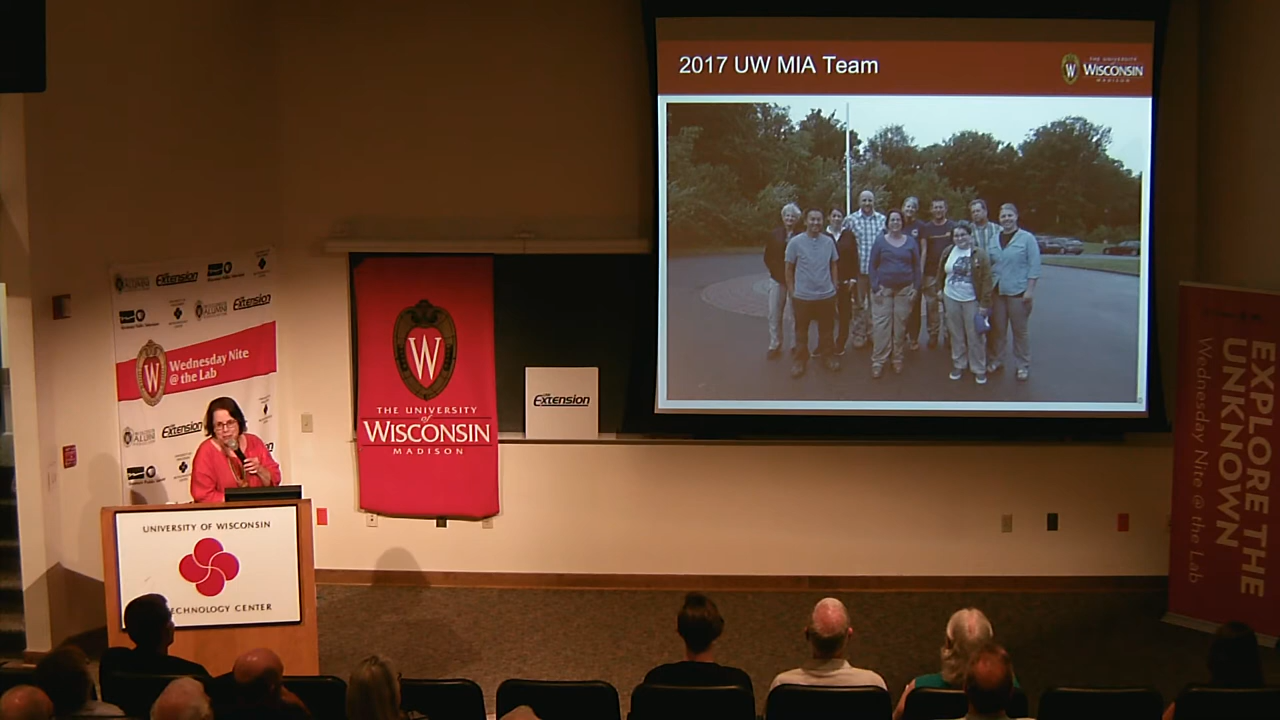 2017 UW MIA Team
W
THE UNIVERSITY
WISCONSIN
MADISON
Extension
ALUMNI
Extension
Wednesday Nite
@ the Lab
W
Extension
W
THE UNIVERSITY
of
WISCONSIN
MADISON
Extension
UNIVERSITY OF WISCONSIN
TECHNOLOGY CENTER
EXPLORE THE
UNKNOWN
Wednesday Nite @ the Lab